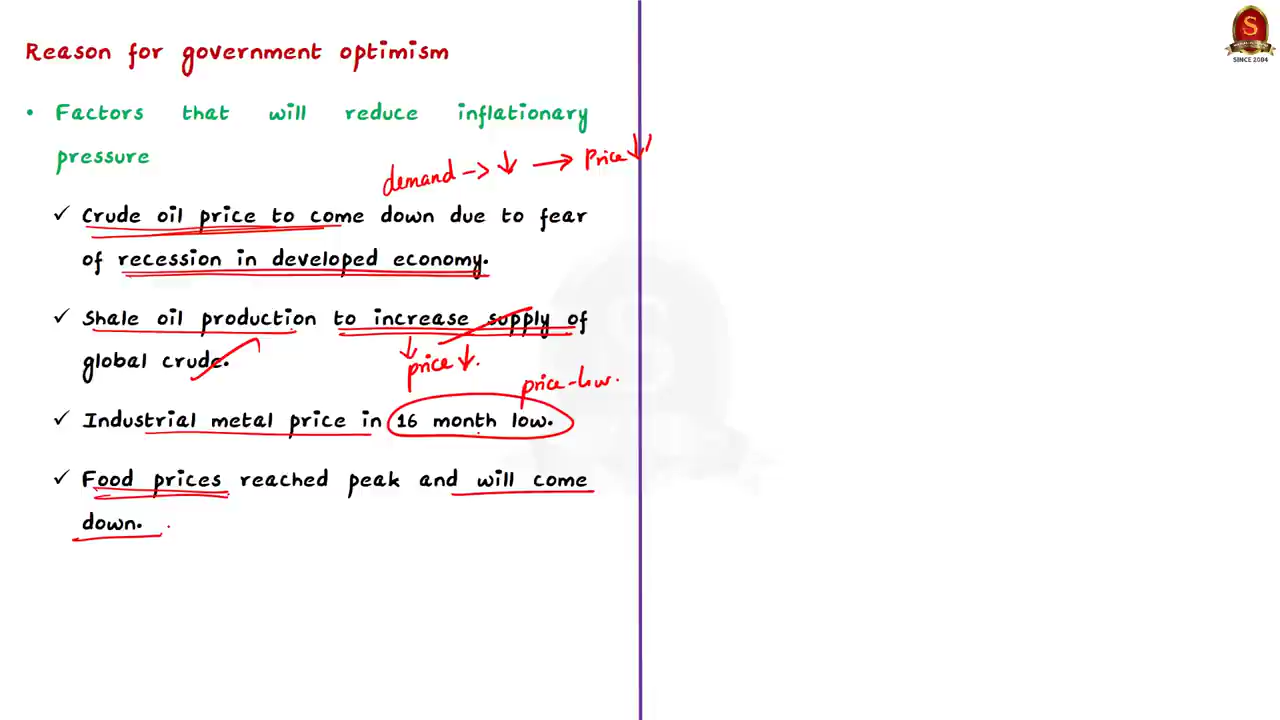 Reason for government optimism
• Factors that will reduce inflationary
pressure
demand -> ↓ → Price ↓
✓ Crude oil price to come down due to fear
of recession in developed economy.
✓ Shale oil production to increase supply of
global crude.
↓
price ↓.
price-low.
✓ Industrial metal price in 16 month low.
✓ Food prices reached peak and will come
down.
S
SINCE 2004